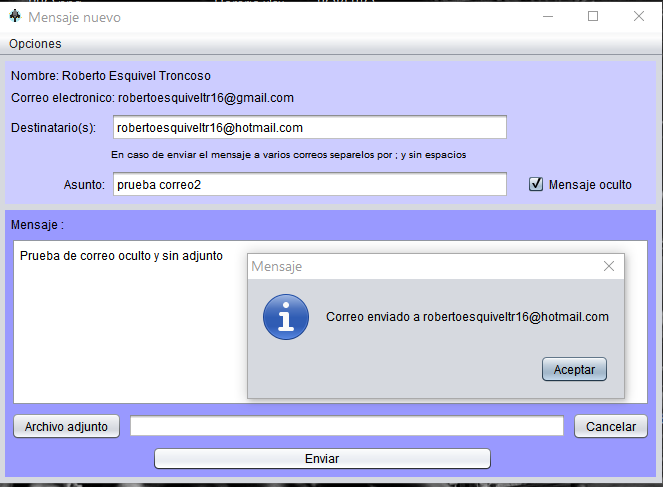 Mensaje nuevo
Opciones
Nombre: Roberto Esquivel Troncoso
Correo electronico: robertoesquiveltr16@gmail.com
Destinatario(s): robertoesquiveltr16@hotmail.com
En caso de enviar el mensaje a varios correos separelos por ; y sin espacios
Asunto: prueba correo2 Mensaje oculto
Mensaje :
Prueba de correo oculto y sin adjunto
Mensaje
Correo enviado a robertoesquiveltr16@hotmail.com
Aceptar
Archivo adjunto Cancelar
Enviar